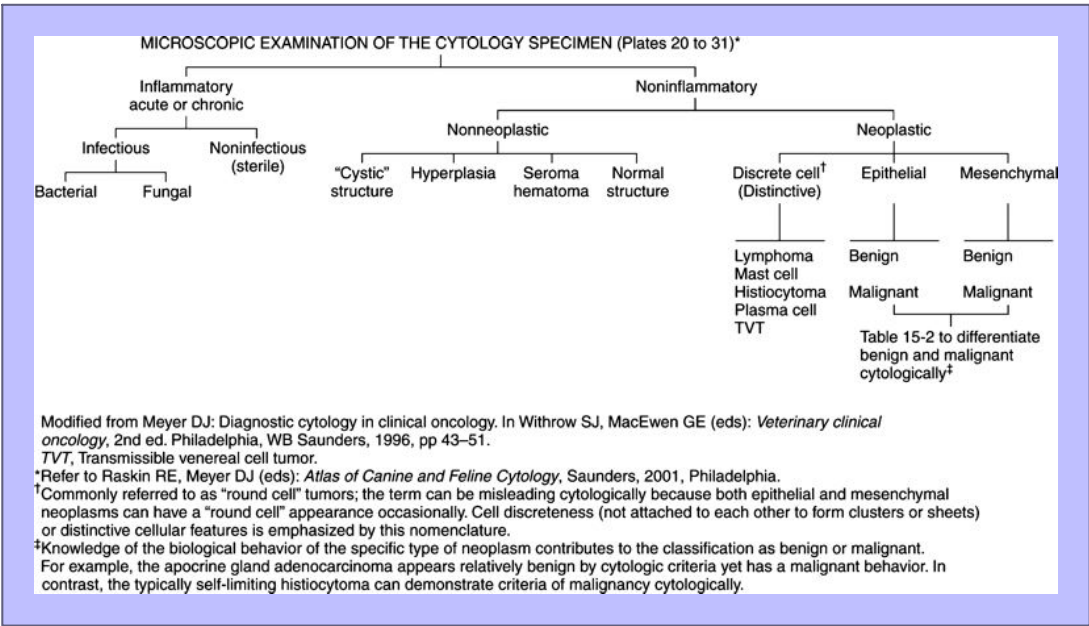 MICROSCOPIC EXAMINATION OF THE CYTOLOGY SPECIMEN (Plates 20 to 31)*
Inflammatory
acute or chronic
Noninflammatory
Infectious
Noninfectious
(sterile)
Nonneoplastic
Neoplastic
Bacterial
Fungal
"Cystic"
structure
Hyperplasia
Seroma
hematoma
Normal
structure
Discrete cell†
(Distinctive)
Epithelial
Mesenchymal
Lymphoma
Mast cell
Histiocytoma
Plasma cell
TVT
Benign
Malignant
Benign
Malignant
Table 15-2 to differentiate
benign and malignant
cytologically‡
Modified from Meyer DJ: Diagnostic cytology in clinical oncology. In Withrow SJ, MacEwen GE (eds): Veterinary clinical
oncology, 2nd ed. Philadelphia, WB Saunders, 1996, pp 43–51.
TVT, Transmissible venereal cell tumor.
*Refer to Raskin RE, Meyer DJ (eds): Atlas of Canine and Feline Cytology, Saunders, 2001, Philadelphia.
†Commonly referred to as "round cell" tumors; the term can be misleading cytologically because both epithelial and mesenchymal
neoplasms can have a "round cell" appearance occasionally. Cell discreteness (not attached to each other to form clusters or sheets)
or distinctive cellular features is emphasized by this nomenclature.
‡Knowledge of the biological behavior of the specific type of neoplasm contributes to the classification as benign or malignant.
For example, the apocrine gland adenocarcinoma appears relatively benign by cytologic criteria yet has a malignant behavior. In
contrast, the typically self-limiting histiocytoma can demonstrate criteria of malignancy cytologically.